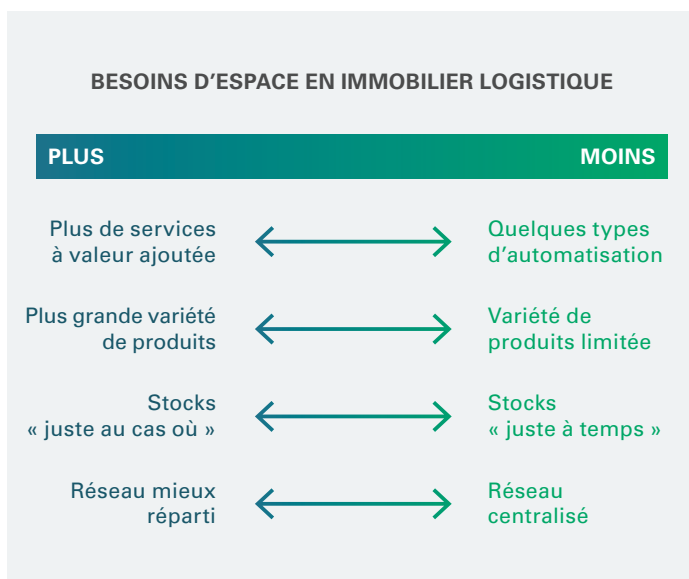 BESOINS D'ESPACE EN IMMOBILIER LOGISTIQUE
PLUS
MOINS
Plus de services
à valeur ajoutée
Quelques types
d'automatisation
Plus grande variété
de produits
Variété de
produits limitée
Stocks
« juste au cas où »
Stocks
« juste à temps »
Réseau mieux
réparti
Réseau
centralisé